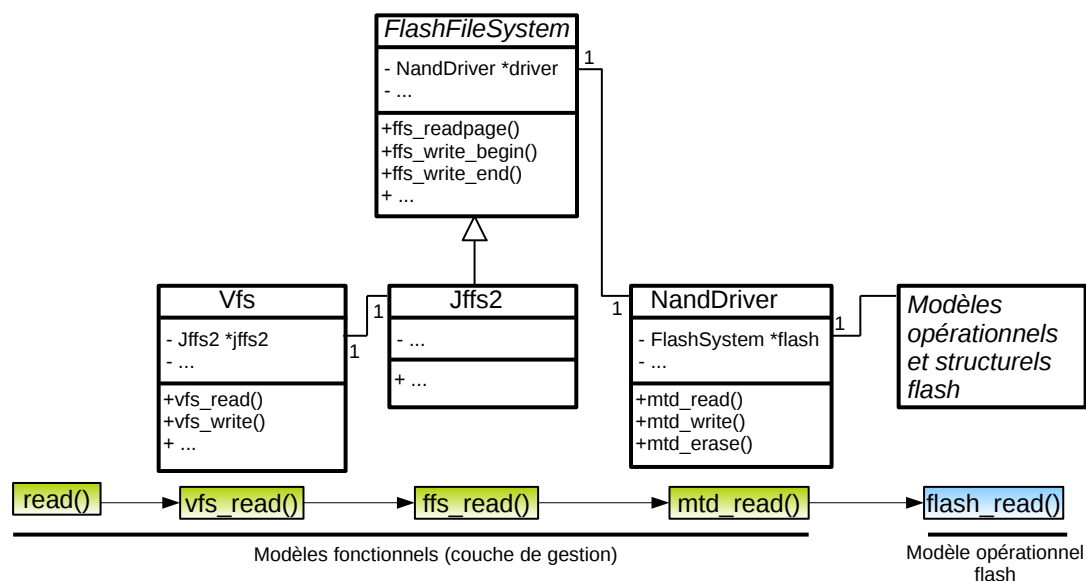 FlashFileSystem
- NandDriver *driver
- ...
+ffs_readpage()
+ffs_write_begin()
+ffs_write_end()
+ ...
1
Vfs
- Jffs2 *jffs2
- ...
+vfs_read()
+vfs_write()
+ ...
1
1
Jffs2
- ...
+ ...
1
NandDriver
- FlashSystem *flash
- ...
+mtd_read()
+mtd_write()
+mtd_erase()
1
Modèles
opérationnels
et structurels
flash
read()
vfs_read()
ffs_read()
mtd_read()
flash_read()
Modèles fonctionnels (couche de gestion)
Modèle opérationnel
flash